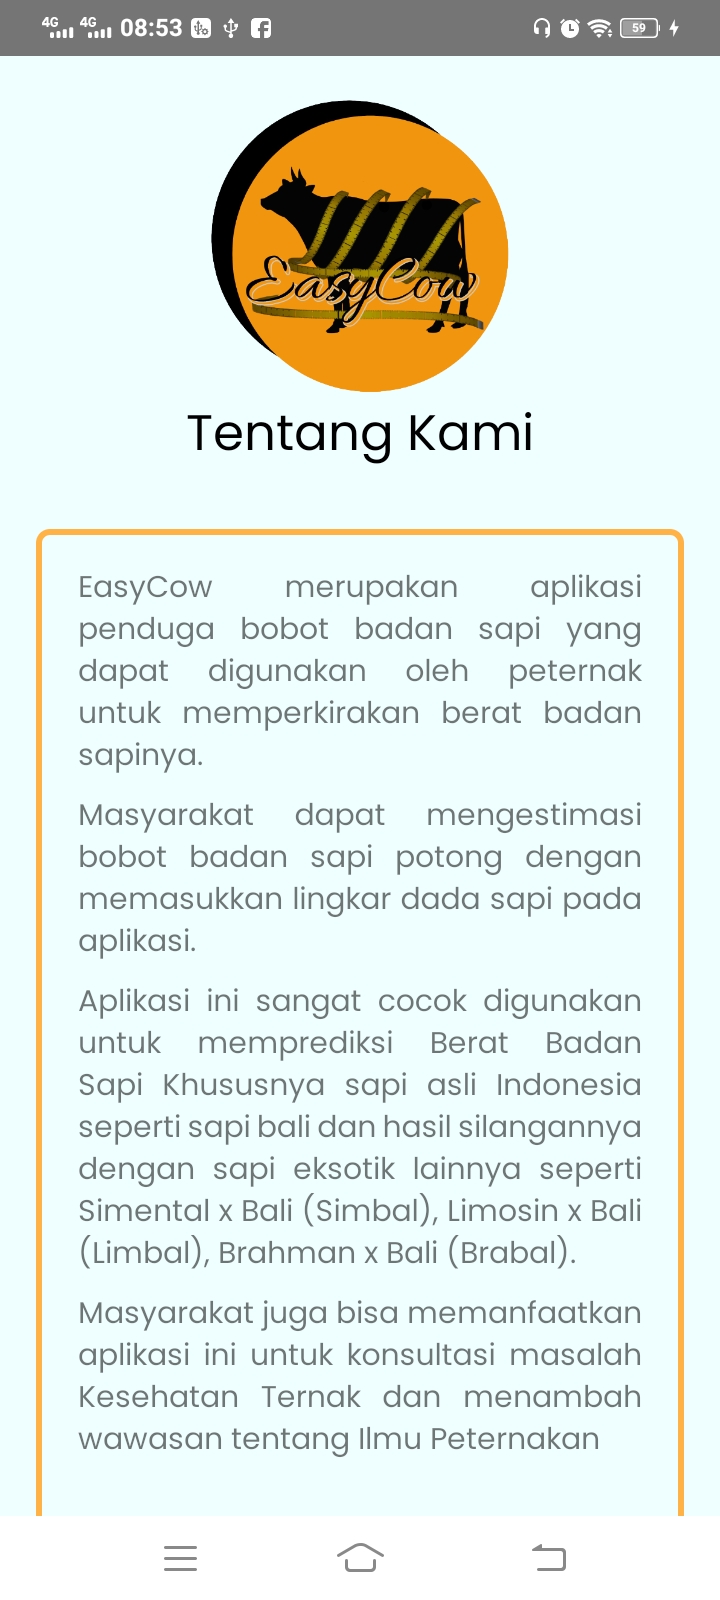 4G 4G 08:53 59
EasyCow
Tentang Kami
EasyCow merupakan aplikasi
penduga bobot badan sapi yang
dapat digunakan oleh peternak
untuk memperkirakan berat badan
sapinya.
Masyarakat dapat mengestimasi
bobot badan sapi potong dengan
memasukkan lingkar dada sapi pada
aplikasi.
Aplikasi ini sangat cocok digunakan
untuk memprediksi Berat Badan
Sapi Khususnya sapi asli Indonesia
seperti sapi bali dan hasil silangannya
dengan sapi eksotik lainnya seperti
Simental x Bali (Simbal), Limosin x Bali
(Limbal), Brahman x Bali (Brabal).
Masyarakat juga bisa memanfaatkan
aplikasi ini untuk konsultasi masalah
Kesehatan Ternak dan menambah
wawasan tentang Ilmu Peternakan